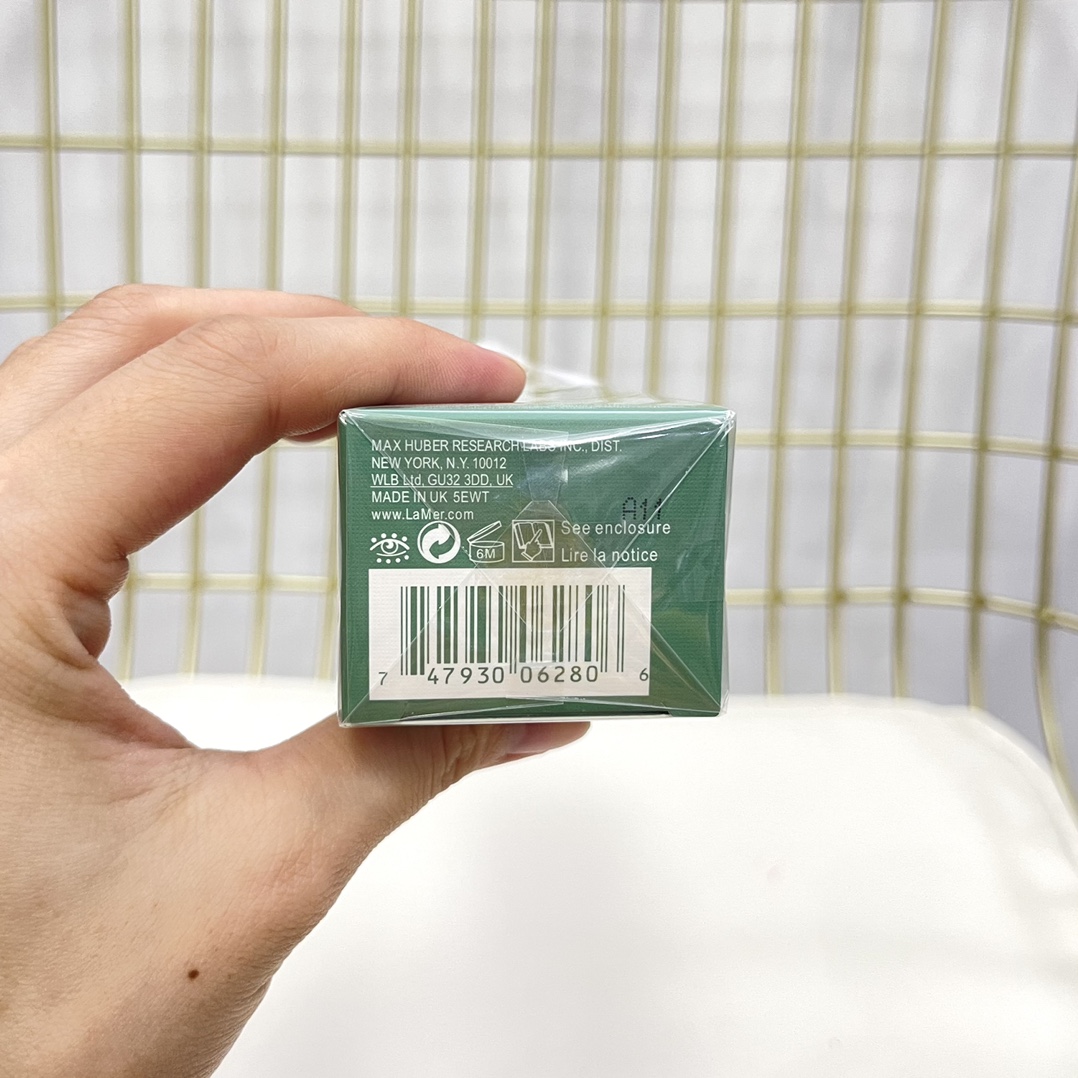 MAX HUBER RESEARCH LABS INC., DIST.
NEW YORK, N.Y. 10012
WLB Ltd, GU32 3DD, UK
MADE IN UK 5EWT
www.LaMer.com
A11
6M
See enclosure
Lire la notice
7 47930 06280 6